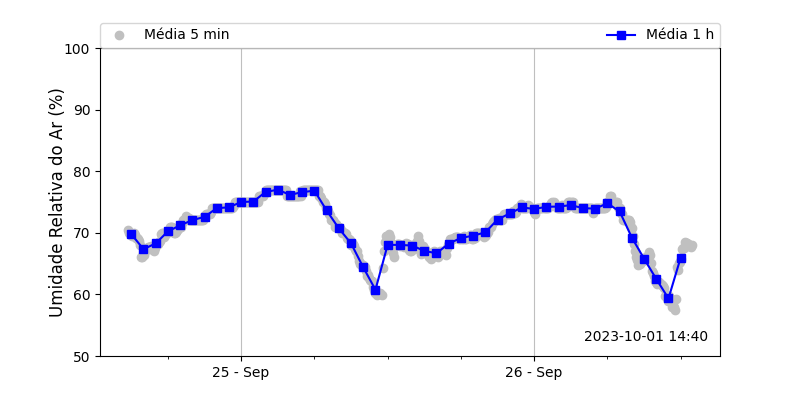 Média 5 min
Média 1 h
100
90
80
70
60
50
Umidade Relativa do Ar (%)
2023-10-01 14:40
25 - Sep
26 - Sep